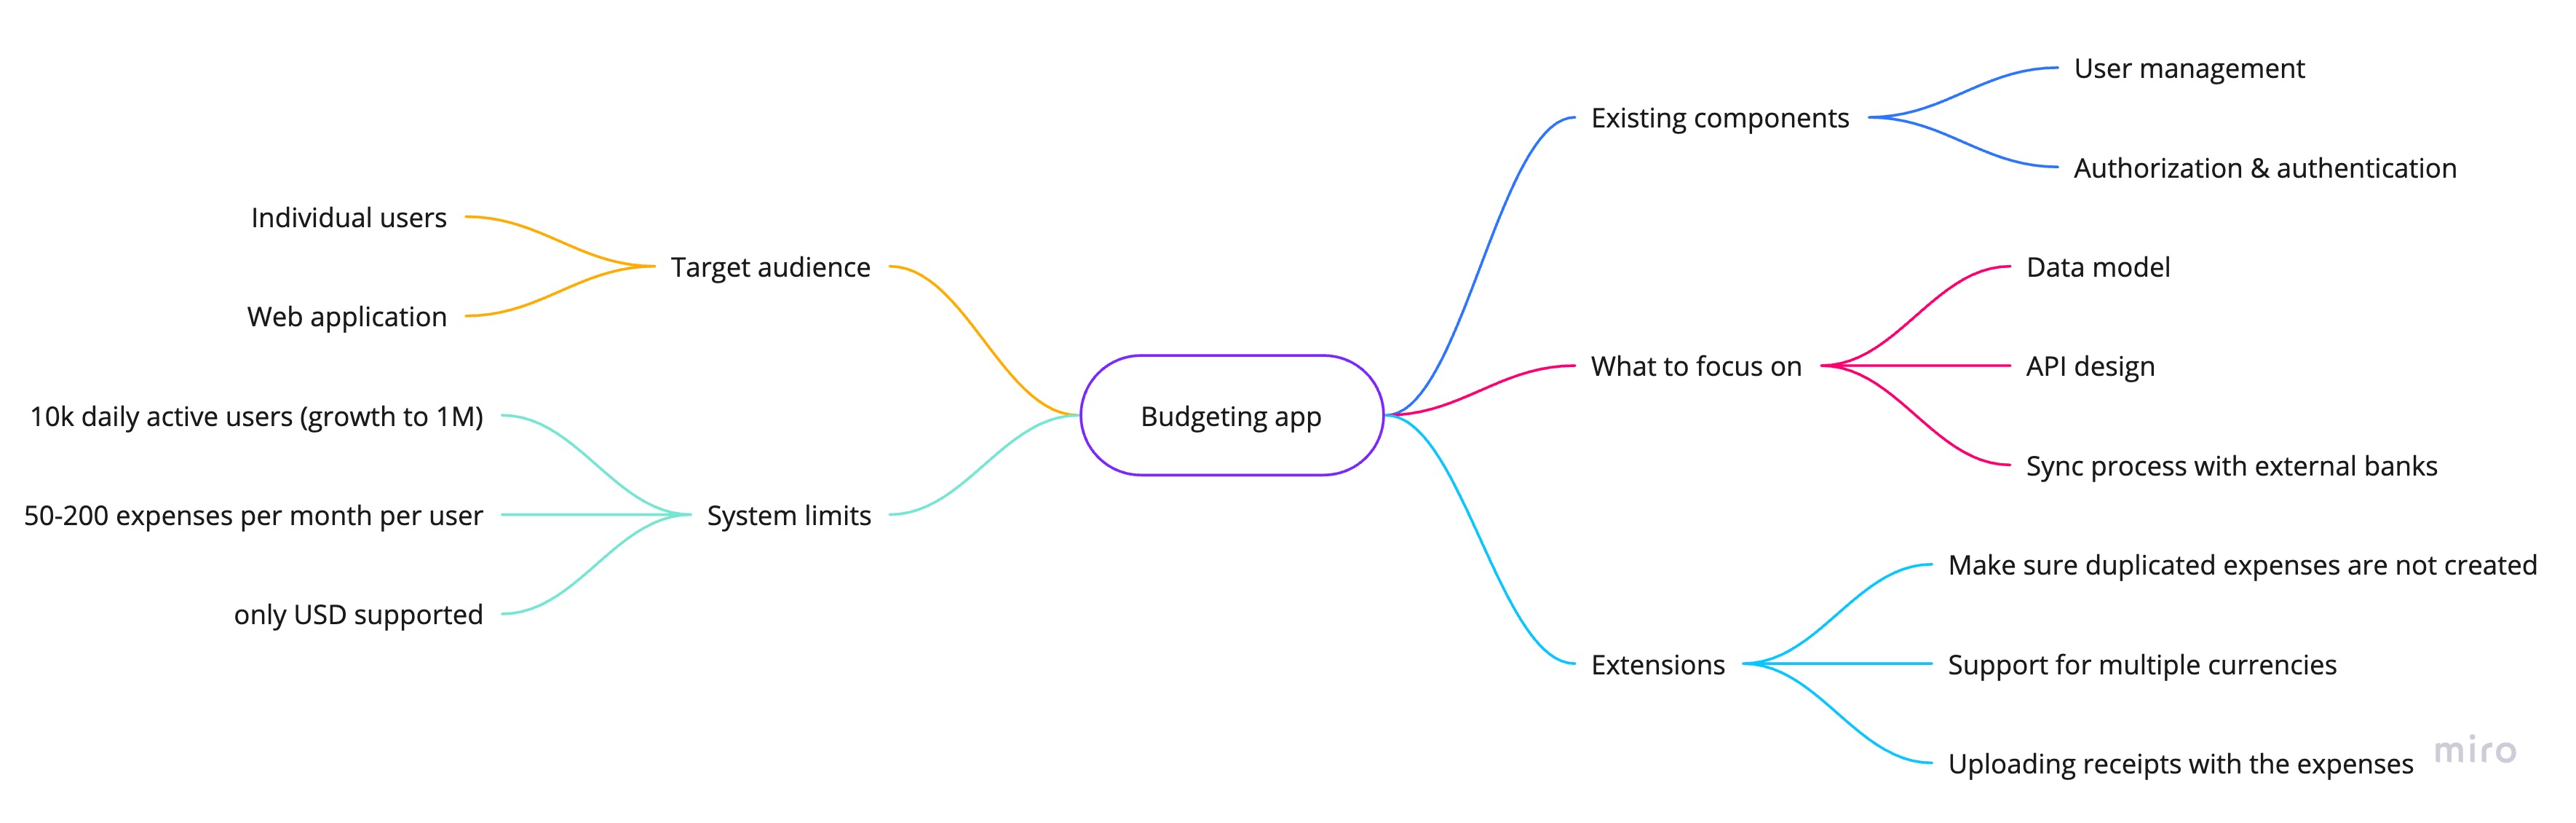 Budgeting app
Target audience
Individual users
Web application
System limits
10k daily active users (growth to 1M)
50-200 expenses per month per user
only USD supported
Existing components
User management
Authorization & authentication
What to focus on
Data model
API design
Sync process with external banks
Extensions
Make sure duplicated expenses are not created
Support for multiple currencies
Uploading receipts with the expenses
miro